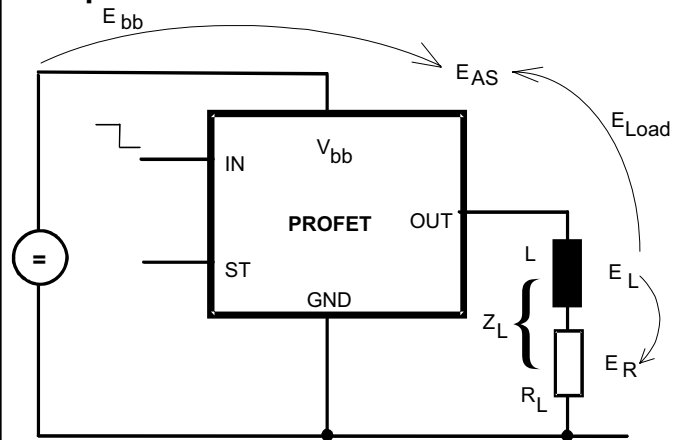 E bb
E AS
E Load
V bb
IN
PROFET
OUT
ST
GND
=
L
E L
Z L {
E R
R L